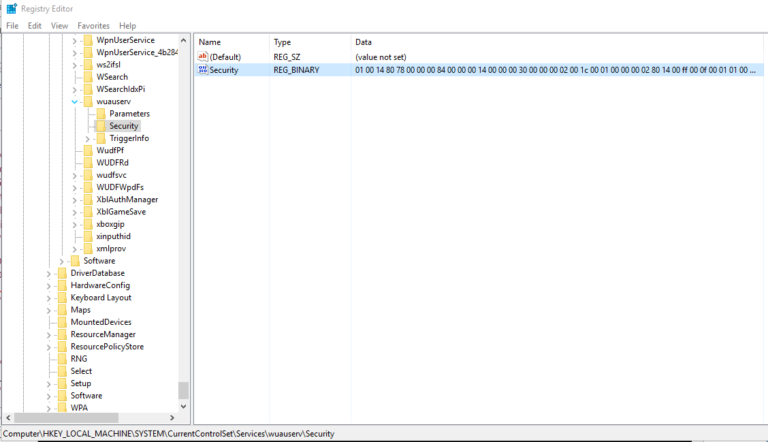 Registry Editor
File Edit View Favorites Help
WpnUserService
WpnUserService_4b284
ws2ifsl
WSearch
WSearchIdxPi
wuauserv
Parameters
Security
TriggerInfo
WudfPf
WUDFRd
wudfsvc
WUDFWpdFs
XblAuthManager
XblGameSave
xboxgip
xinputhid
xmlprov
Software
DriverDatabase
HardwareConfig
Keyboard Layout
Maps
MountedDevices
ResourceManager
ResourcePolicyStore
RNG
Select
Setup
Software
WPA
Name Type Data
(Default) REG_SZ (value not set)
Security REG_BINARY 01 00 14 80 78 00 00 00 84 00 00 00 14 00 00 00 30 00 00 00 02 00 1c 00 01 00 00 00 02 80 14 00 ff 00 0f 00 01 01 00 ...
Computer\HKEY_LOCAL_MACHINE\SYSTEM\CurrentControlSet\Services\wuauserv\Security